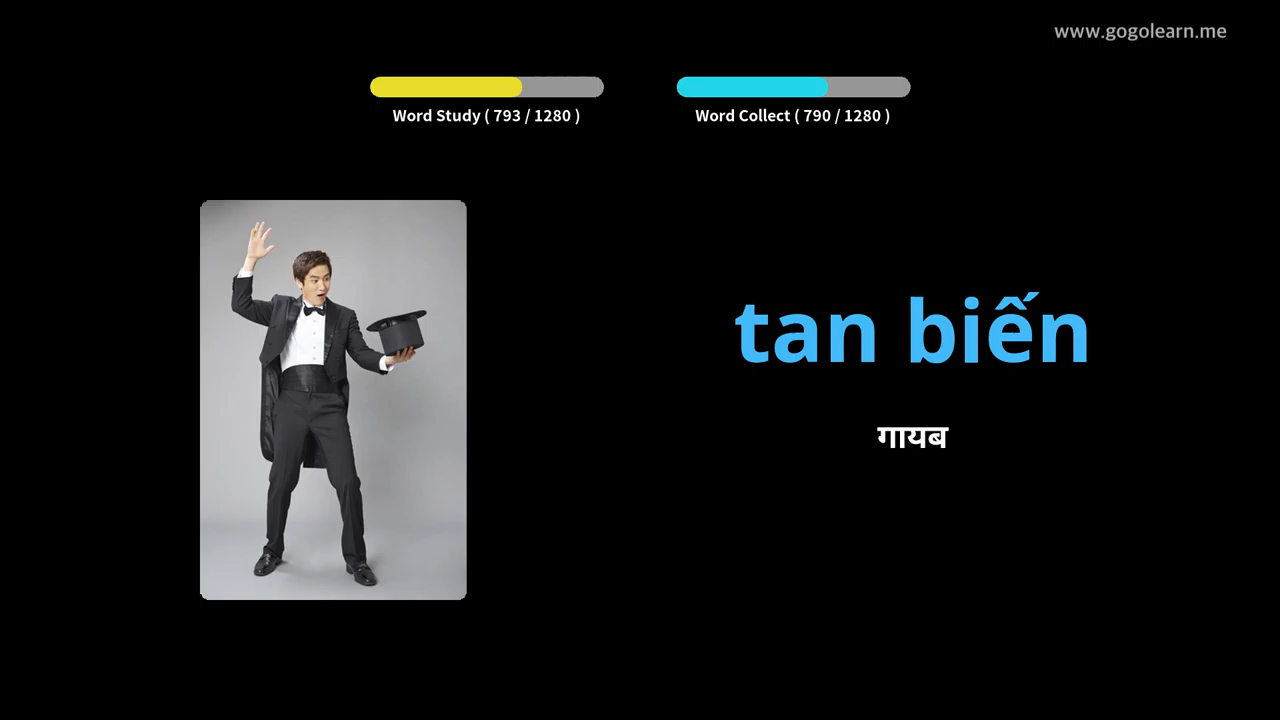 www.gogolearn.me
Word Study ( 793 / 1280 )
Word Collect ( 790 / 1280 )
tan biến
गायब